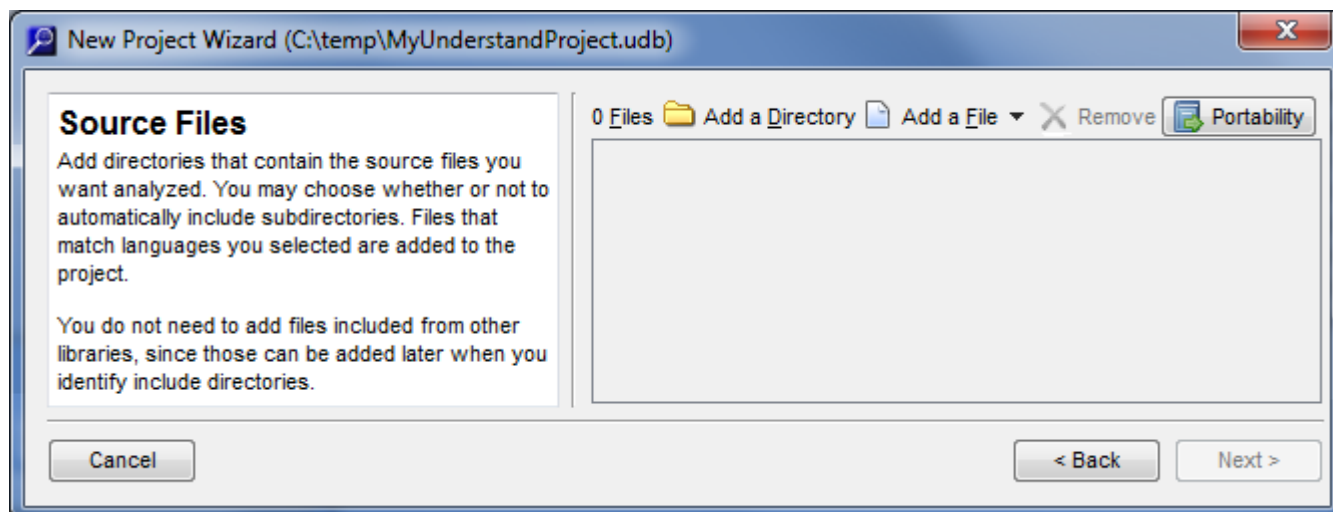 New Project Wizard (C:\temp\MyUnderstandProject.udb)
Source Files
Add directories that contain the source files you
want analyzed. You may choose whether or not to
automatically include subdirectories. Files that
match languages you selected are added to the
project.
You do not need to add files included from other
libraries, since those can be added later when you
identify include directories.
0 Files Add a Directory Add a File Remove Portability
Cancel
< Back Next >